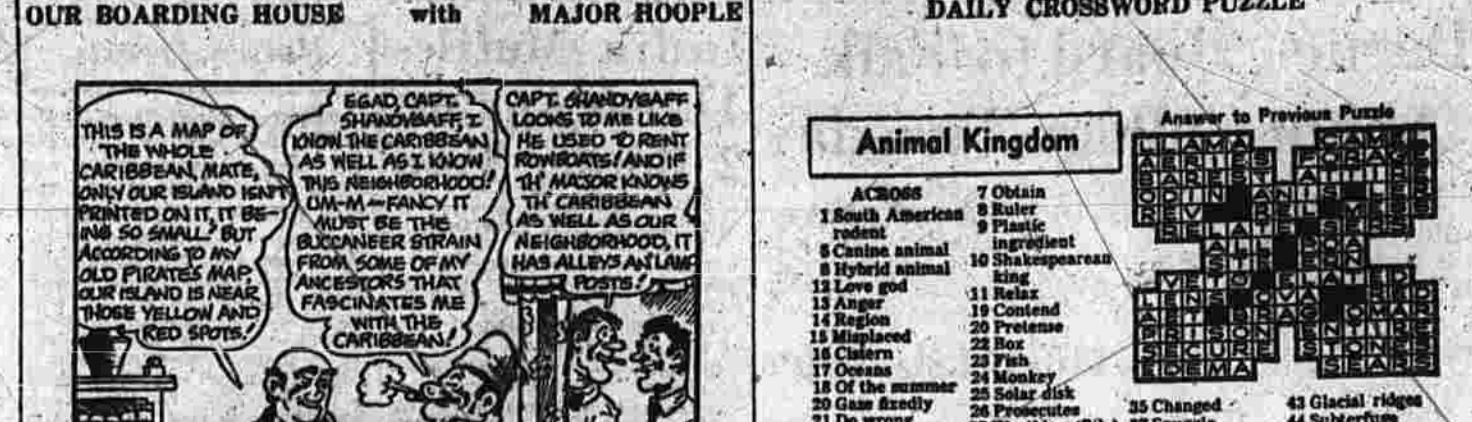 OUR BOARDING HOUSE with MAJOR HOOPLE
THIS IS A MAP OF
THE WHOLE
CARIBBEAN, MATE,
ONLY OUR ISLAND ISN'T
PRINTED ON IT, IT BE-
ING SO SMALL! BUT
ACCORDING TO MY
OLD PIRATE'S MAP,
OUR ISLAND IS NEAR
THOSE YELLOW AND
RED SPOTS!
EGAD, CAPT.
SHANDYGAFF, I
KNOW THE CARIBBEAN
AS WELL AS I KNOW
THIS NEIGHBORHOOD!
UM-M—FANCY IT
MUST BE THE
BUCCANEER STRAIN
FROM SOME OF MY
ANCESTORS THAT
FASCINATES ME
WITH THE
CARIBBEAN!
CAPT. SHANDYGAFF
LOOKS TO ME LIKE
HE USED TO RENT
ROWBOATS! AND IF
TH' MAJOR KNOWS
TH' CARIBBEAN
AS WELL AS OUR
NEIGHBORHOOD, IT
HAS ALLEYS AN' LAMP
POSTS!
DAILY CROSSWORD PUZZLE
Animal Kingdom
ACROSS
1 South American
rodent
5 Canine animal
8 Hybrid animal
12 Love god
13 Anger
14 Region
15 Misplaced
16 Cistern
17 Oceans
18 Of the summer
20 Gaze fixedly
21 Do wrong
7 Obtain
8 Ruler
9 Plastic
ingredient
10 Shakespearean
king
11 Relax
19 Contend
20 Pretense
22 Box
23 Fish
24 Monkey
25 Solar disk
26 Prosecutes
Answer to Previous Puzzle
LLAMA CAMEL
35 Changed
43 Glacial ridges
44 Subterfuge